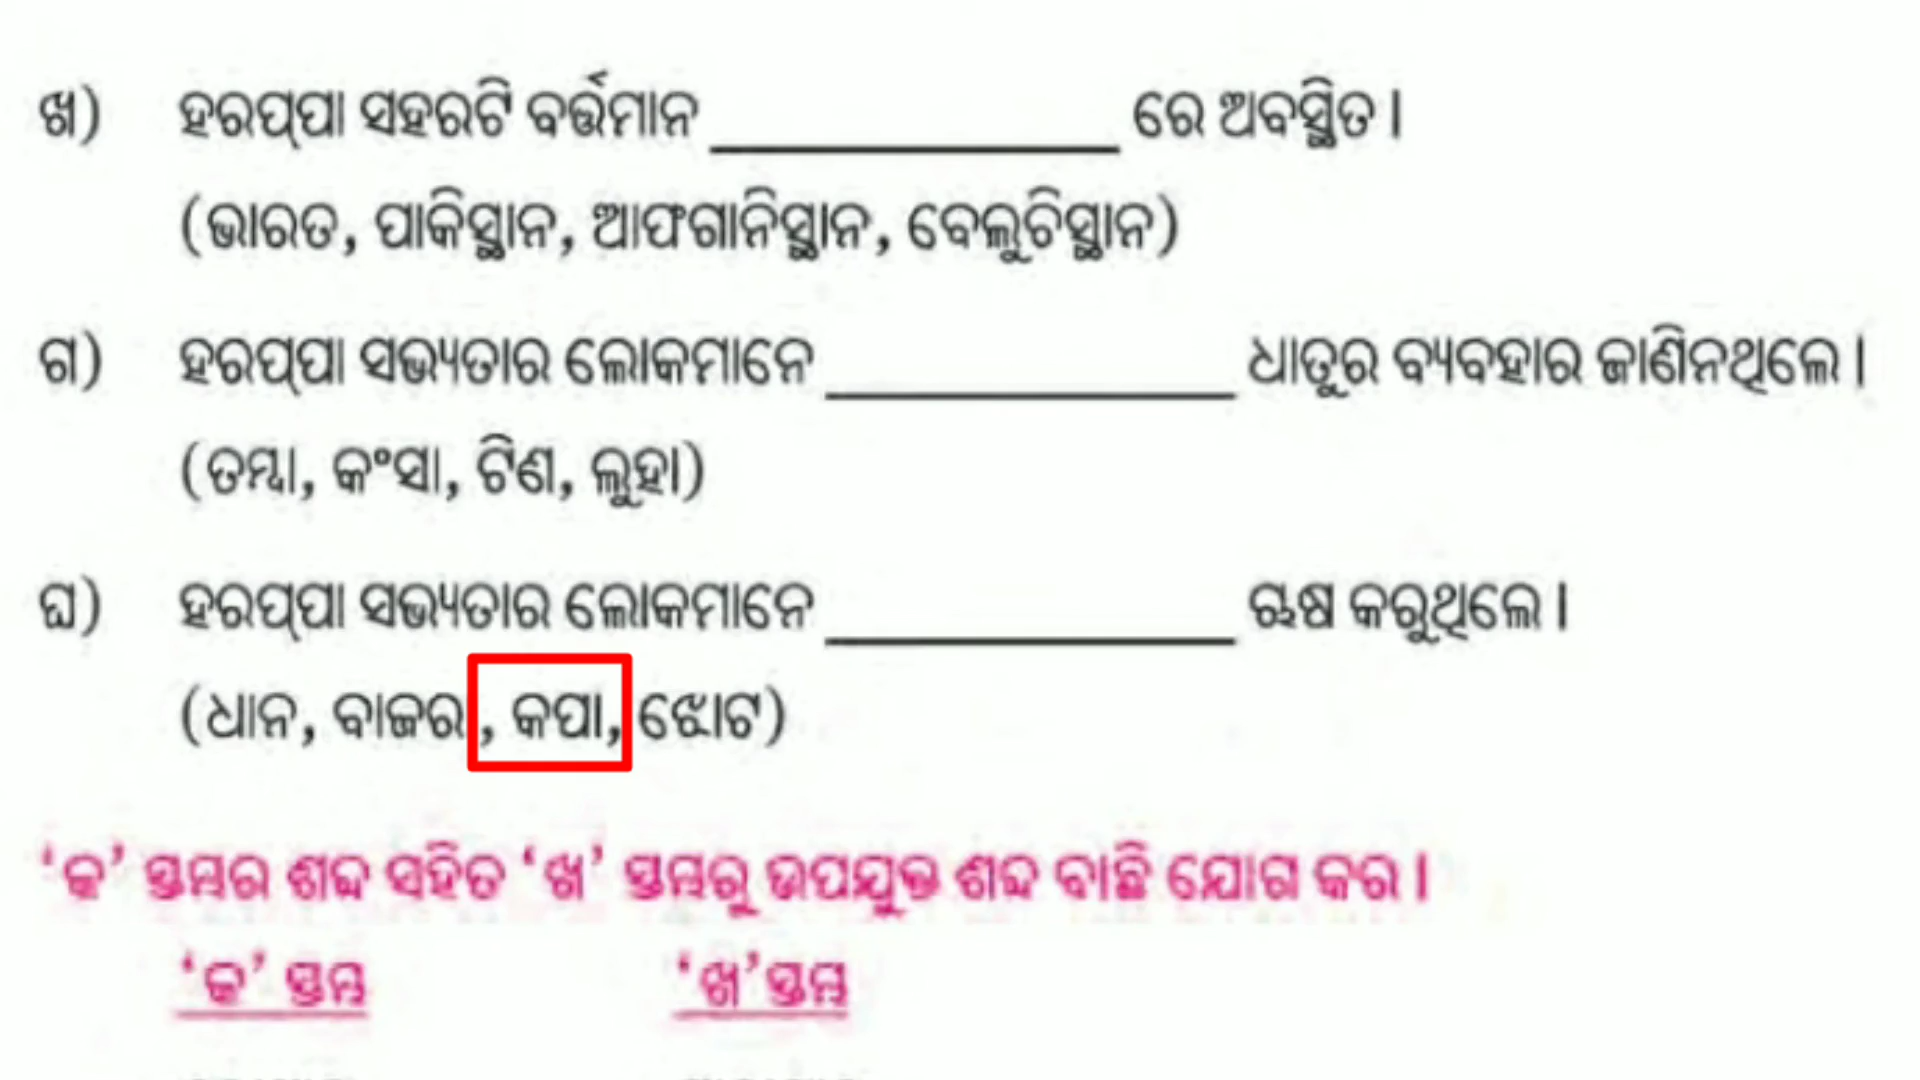 ଖ) ହରପ୍‌ପା ସହରଟି ବର୍ତ୍ତମାନ ____________ ରେ ଅବସ୍ଥିତ।
(ଭାରତ, ପାକିସ୍ଥାନ, ଆଫଗାନିସ୍ଥାନ, ବେଲୁଚିସ୍ଥାନ)
ଗ) ହରପ୍‌ପା ସଭ୍ୟତାର ଲୋକମାନେ ____________ ଧାତୁର ବ୍ୟବହାର ଜାଣିନଥିଲେ।
(ତମ୍ବା, କଂସା, ଟିଣ, ଲୁହା)
ଘ) ହରପ୍‌ପା ସଭ୍ୟତାର ଲୋକମାନେ ____________ ଋଷ କରୁଥିଲେ।
(ଧାନ, ବାଜରା, କପା, ଝୋଟ)
‘କ’ ସ୍ତମ୍ଭର ଶବ୍ଦ ସହିତ ‘ଖ’ ସ୍ତମ୍ଭରୁ ଉପଯୁକ୍ତ ଶବ୍ଦ ବାଛି ଯୋଗ କର।
‘କ’ ସ୍ତମ୍ଭ ‘ଖ’ସ୍ତମ୍ଭ